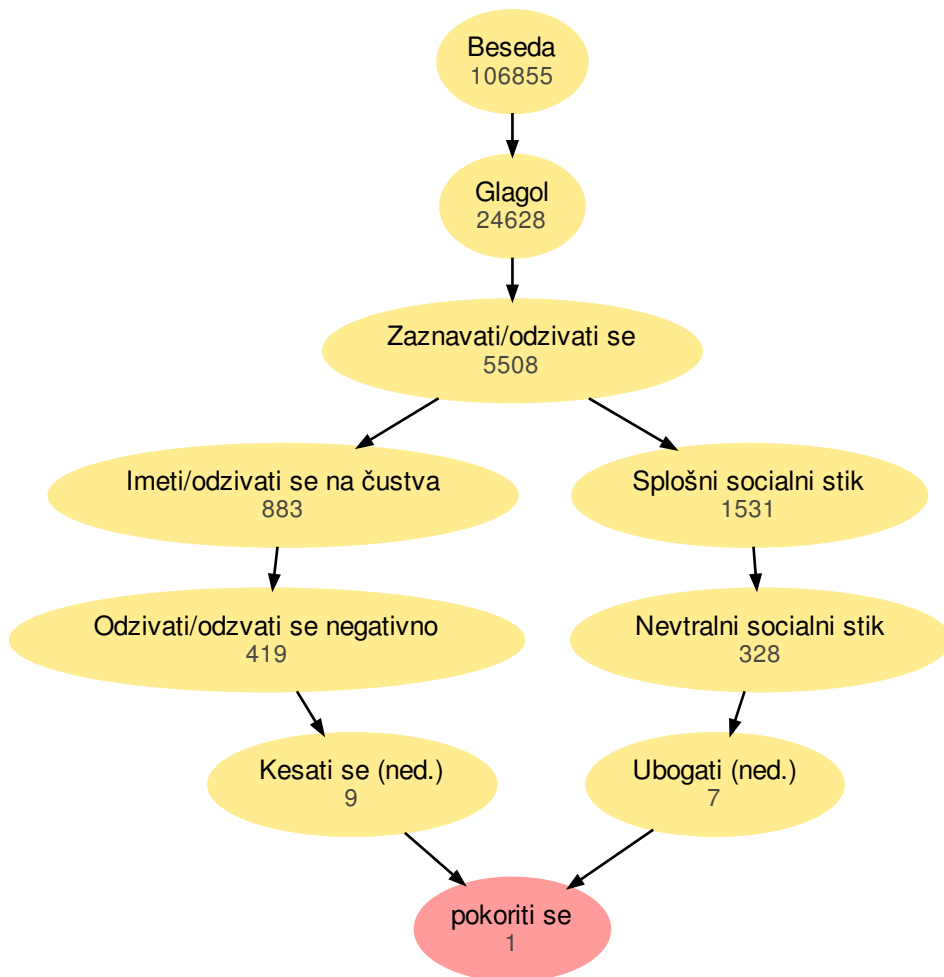 Beseda
106855
Glagol
24628
Zaznavati/odzivati se
5508
Imeti/odzivati se na čustva
883
Splošni socialni stik
1531
Odzivati/odzvati se negativno
419
Nevtralni socialni stik
328
Kesati se (ned.)
9
Ubogati (ned.)
7
pokoriti se
1